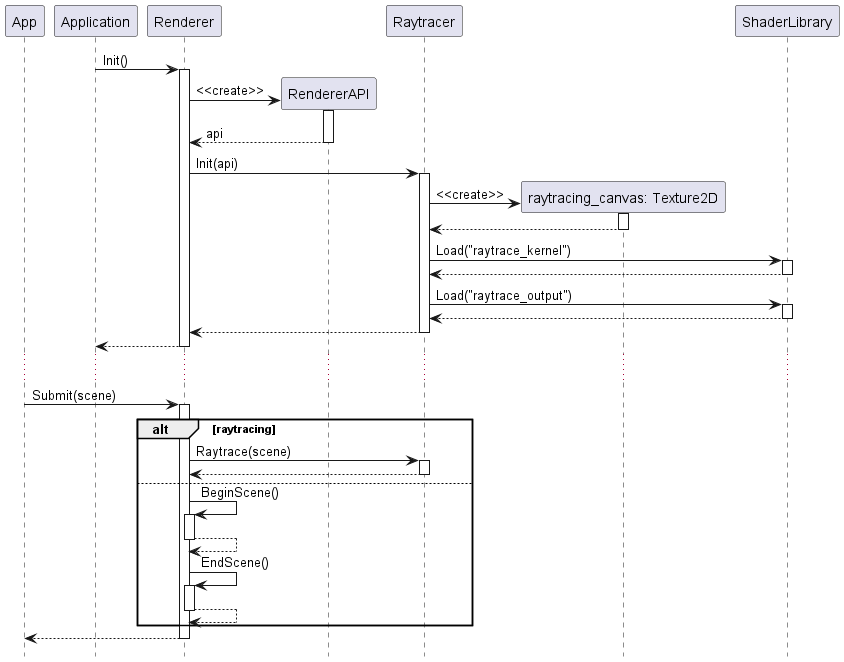 App Application Renderer Raytracer ShaderLibrary
Init()
<<create>> RendererAPI
api
Init(api)
<<create>> raytracing_canvas: Texture2D
Load("raytrace_kernel")
Load("raytrace_output")
Submit(scene)
alt [raytracing]
Raytrace(scene)
BeginScene()
EndScene()